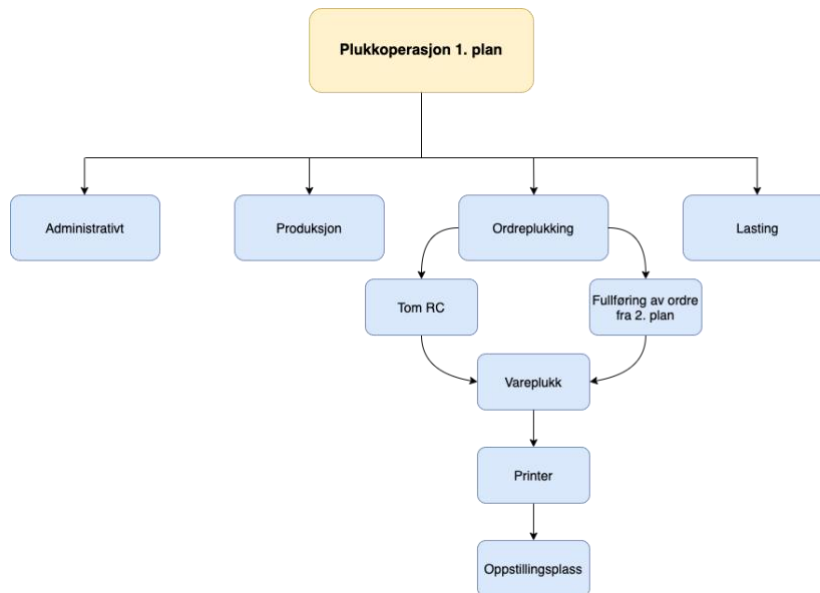 Plukkoperasjon 1. plan
Administrativt
Produksjon
Ordreplukking
Lasting
Tom RC
Fullføring av ordre
fra 2. plan
Vareplukk
Printer
Oppstillingsplass